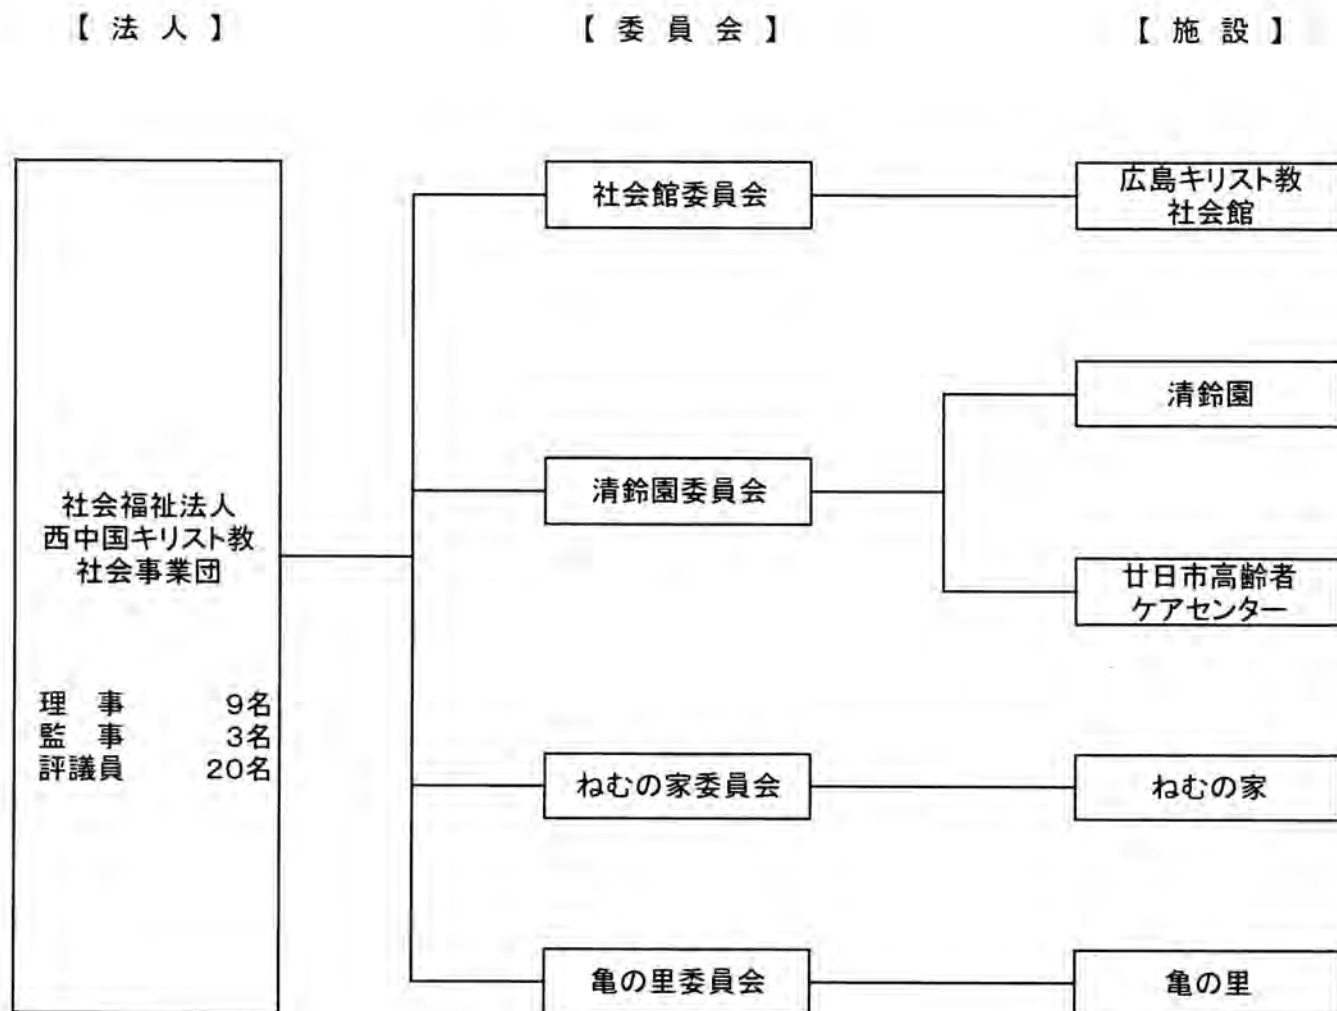 【 法 人 】
【 委 員 会 】
【 施 設 】
社会福祉法人
西中国キリスト教
社会事業団
理 事 9名
監 事 3名
評議員 20名
社会館委員会
広島キリスト教
社会館
清鈴園委員会
清鈴園
廿日市高齢者
ケアセンター
ねむの家委員会
ねむの家
亀の里委員会
亀の里